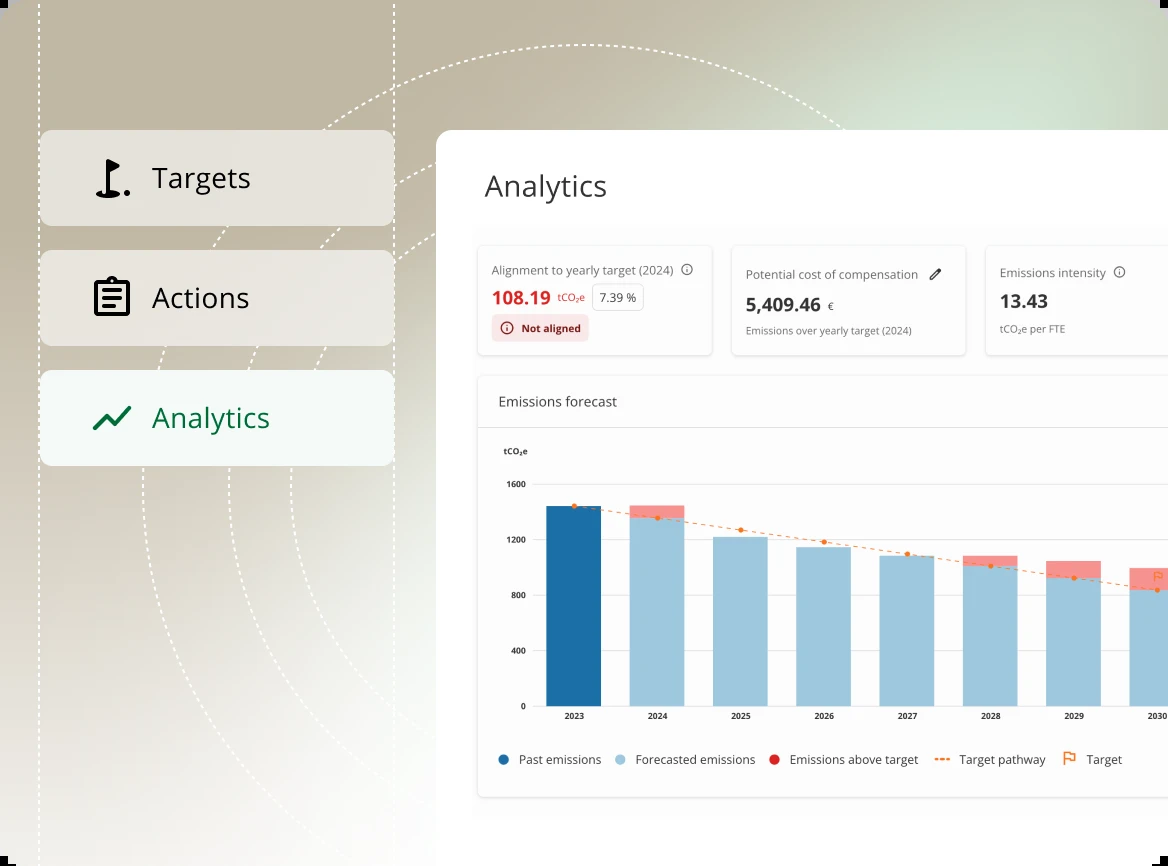 Targets
Actions
Analytics
Analytics
Alignment to yearly target (2024)
108.19 tCO₂e 7.39 %
Not aligned
Potential cost of compensation
5,409.46 €
Emissions over yearly target (2024)
Emissions intensity
13.43
tCO₂e per FTE
Emissions forecast
tCO₂e
1600
1200
800
400
0
2023 2024 2025 2026 2027 2028 2029 2030
Past emissions Forecasted emissions Emissions above target Target pathway Target